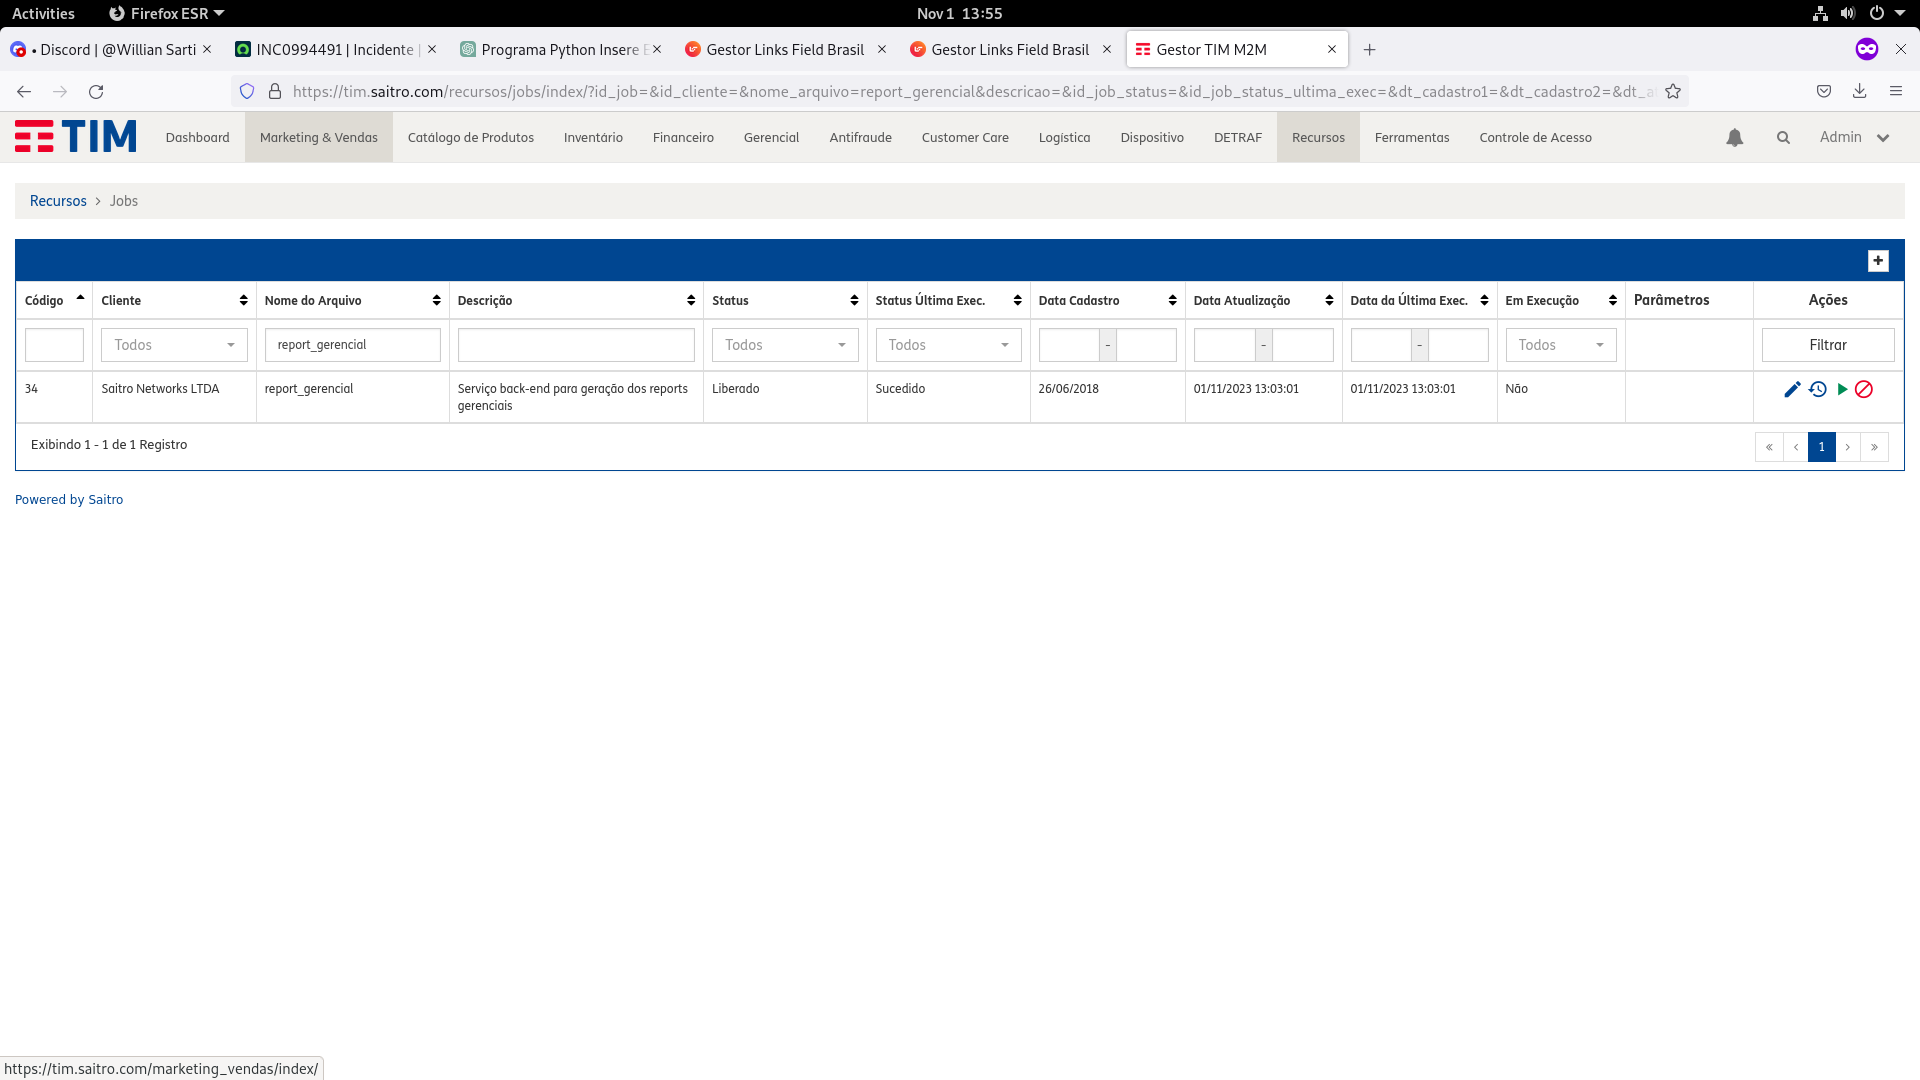 Activities
Firefox ESR
Nov 1 13:55
• Discord | @Willian Sarti
INC0994491 | Incidente |
Programa Python Insere
Gestor Links Field Brasil
Gestor Links Field Brasil
Gestor TIM M2M
https://tim.saitro.com/recursos/jobs/index/?id_job=&id_cliente=&nome_arquivo=report_gerencial&descricao=&id_job_status=&id_job_status_ultima_exec=&dt_cadastro1=&dt_cadastro2=&dt_a
TIM
Dashboard
Marketing & Vendas
Catálogo de Produtos
Inventário
Financeiro
Gerencial
Antifraude
Customer Care
Logística
Dispositivo
DETRAF
Recursos
Ferramentas
Controle de Acesso
Admin
Recursos > Jobs
Código
Cliente
Nome do Arquivo
Descrição
Status
Status Última Exec.
Data Cadastro
Data Atualização
Data da Última Exec.
Em Execução
Parâmetros
Ações
Todos
report_gerencial
Todos
Todos
-
-
-
Todos
Filtrar
34
Saitro Networks LTDA
report_gerencial
Serviço back-end para geração dos reports
gerenciais
Liberado
Sucedido
26/06/2018
01/11/2023 13:03:01
01/11/2023 13:03:01
Não
Exibindo 1 - 1 de 1 Registro
« ‹ 1 › »
Powered by Saitro
https://tim.saitro.com/marketing_vendas/index/